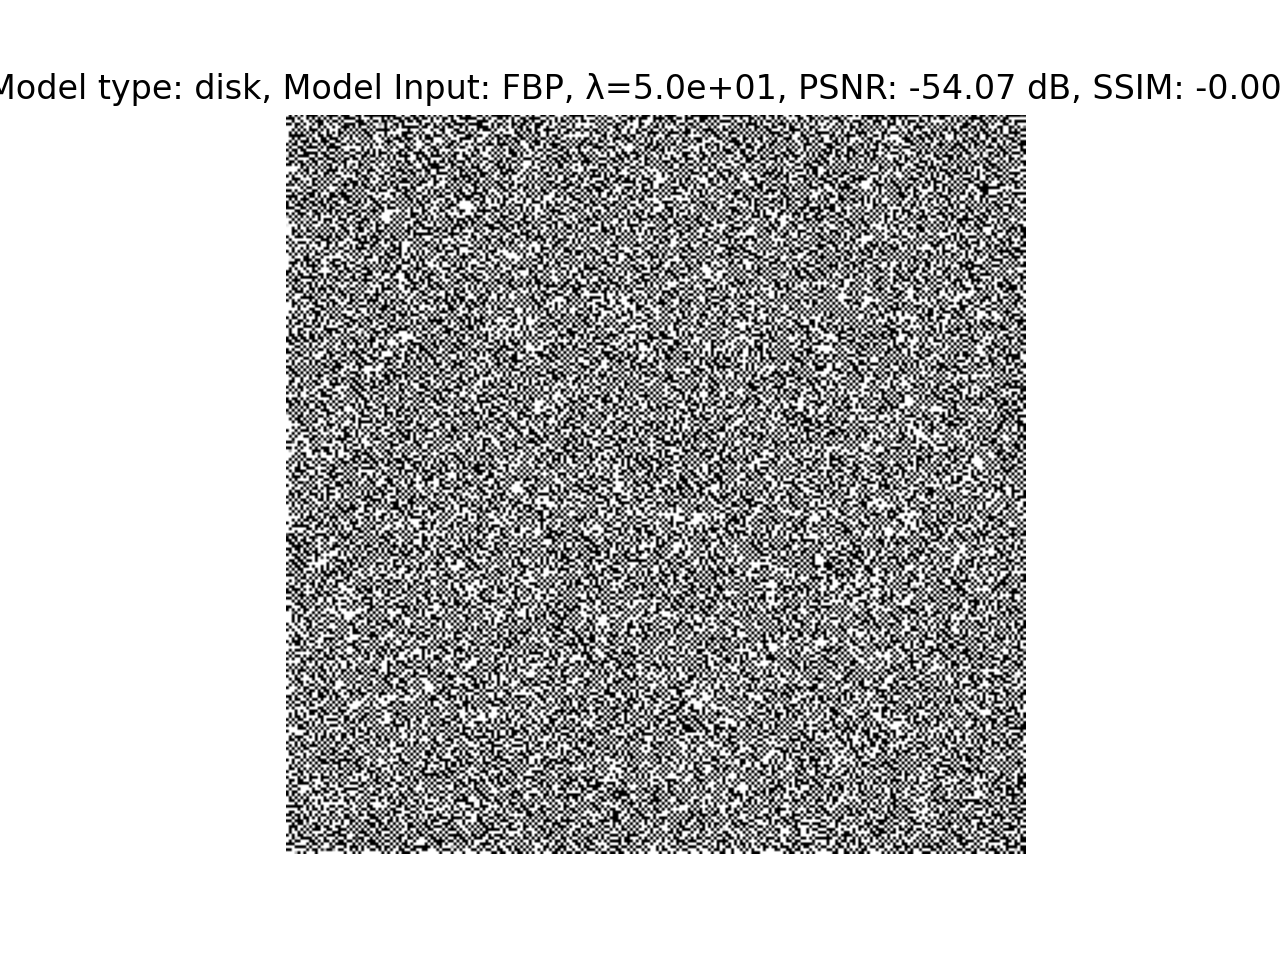 Model type: disk, Model Input: FBP, λ=5.0e+01, PSNR: -54.07 dB, SSIM: -0.00